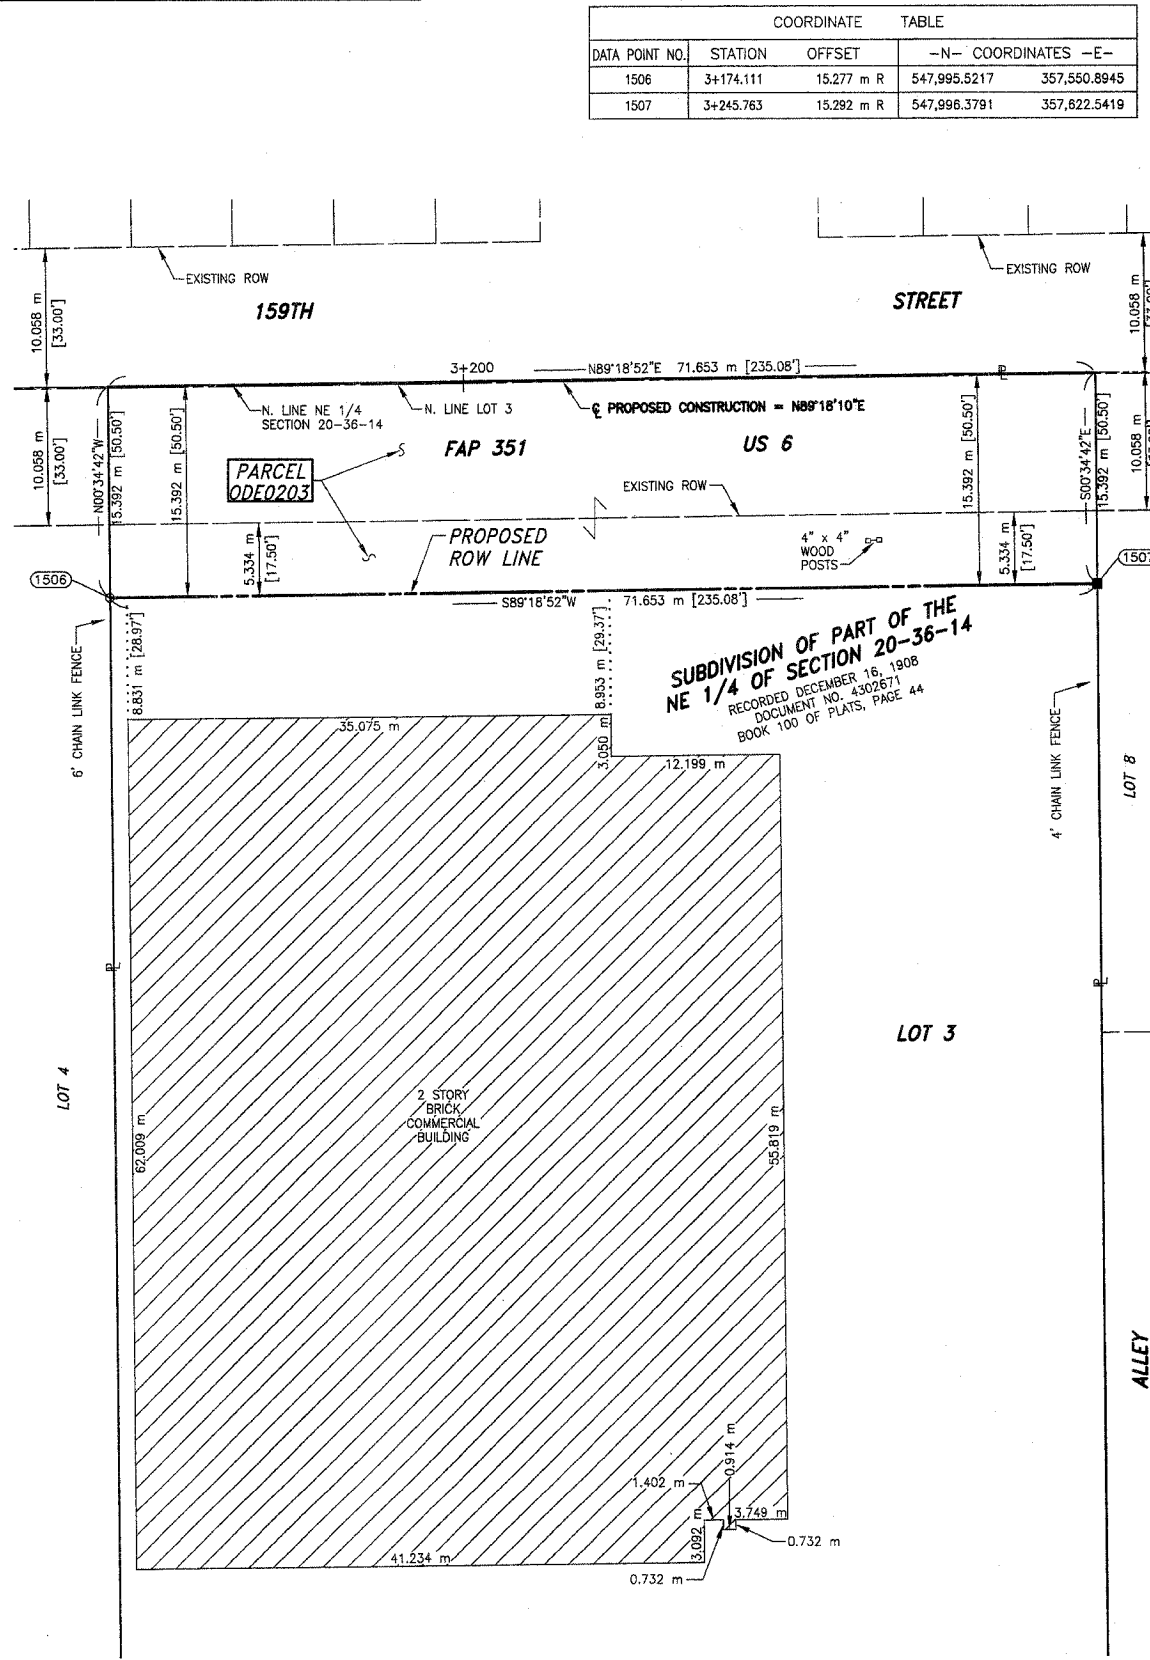 COORDINATE TABLE
DATA POINT NO. STATION OFFSET -N- COORDINATES -E-
1506 3+174.111 15.277 m R 547,995.5217 357,550.8945
1507 3+245.763 15.292 m R 547,996.3791 357,622.5419
EXISTING ROW
EXISTING ROW
159TH STREET
10.058 m
[33.00']
10.058 m
3+200
N89°18'52"E 71.653 m [235.08']
N. LINE NE 1/4
SECTION 20-36-14
N. LINE LOT 3
℄ PROPOSED CONSTRUCTION = N89°18'10"E
10.058 m
[33.00']
N00°34'42"W
15.392 m [50.50']
15.392 m [50.50']
FAP 351
US 6
15.392 m [50.50']
S00°34'42"E
15.392 m [50.50']
10.058 m
PARCEL
0DE0203
EXISTING ROW
PROPOSED
ROW LINE
5.334 m
[17.50']
4" x 4"
WOOD
POSTS
5.334 m
[17.50']
1506
1507
S89°18'52"W 71.653 m [235.08']
8.831 m [28.97']
8.953 m [29.37']
SUBDIVISION OF PART OF THE
NE 1/4 OF SECTION 20-36-14
RECORDED DECEMBER 16, 1908
DOCUMENT NO. 4302671
BOOK 100 OF PLATS, PAGE 44
6' CHAIN LINK FENCE
35.075 m
3.050 m
12.199 m
4' CHAIN LINK FENCE
LOT 8
LOT 3
LOT 4
2 STORY
BRICK
COMMERCIAL
BUILDING
62.009 m
55.819 m
ALLEY
0.914 m
1.402 m
3.749 m
3.092 m
0.732 m
41.234 m
0.732 m